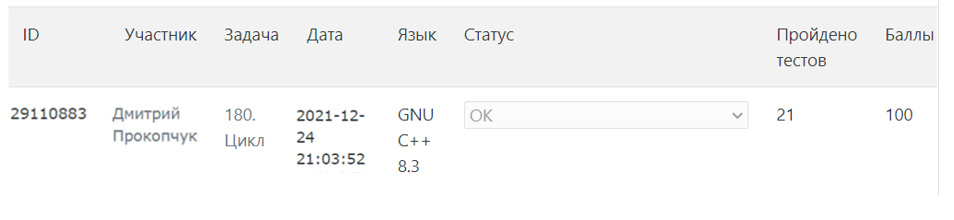 ID Участник Задача Дата Язык Статус Пройдено тестов Баллы
29110883 Дмитрий Прокопчук 180. Цикл 2021-12-24 21:03:52 GNU C++ 8.3 OK 21 100